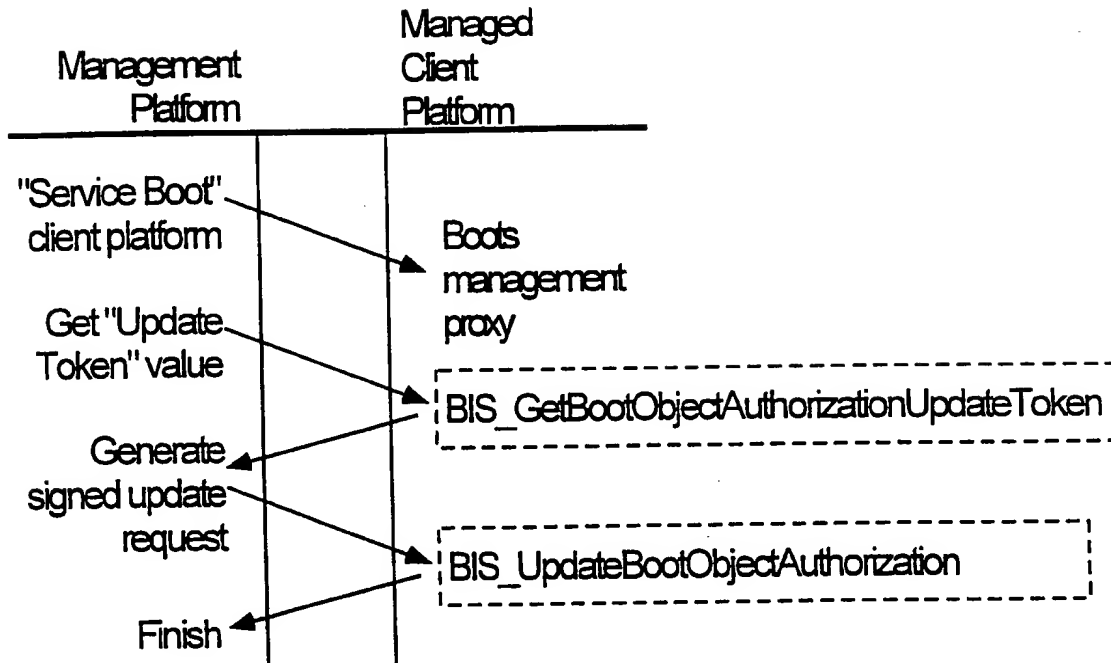 Management
Platform
Managed
Client
Platform
"Service Boot"
client platform
Boots
management
proxy
Get "Update
Token" value
BIS_GetBootObjectAuthorizationUpdateToken
Generate
signed update
request
BIS_UpdateBootObjectAuthorization
Finish